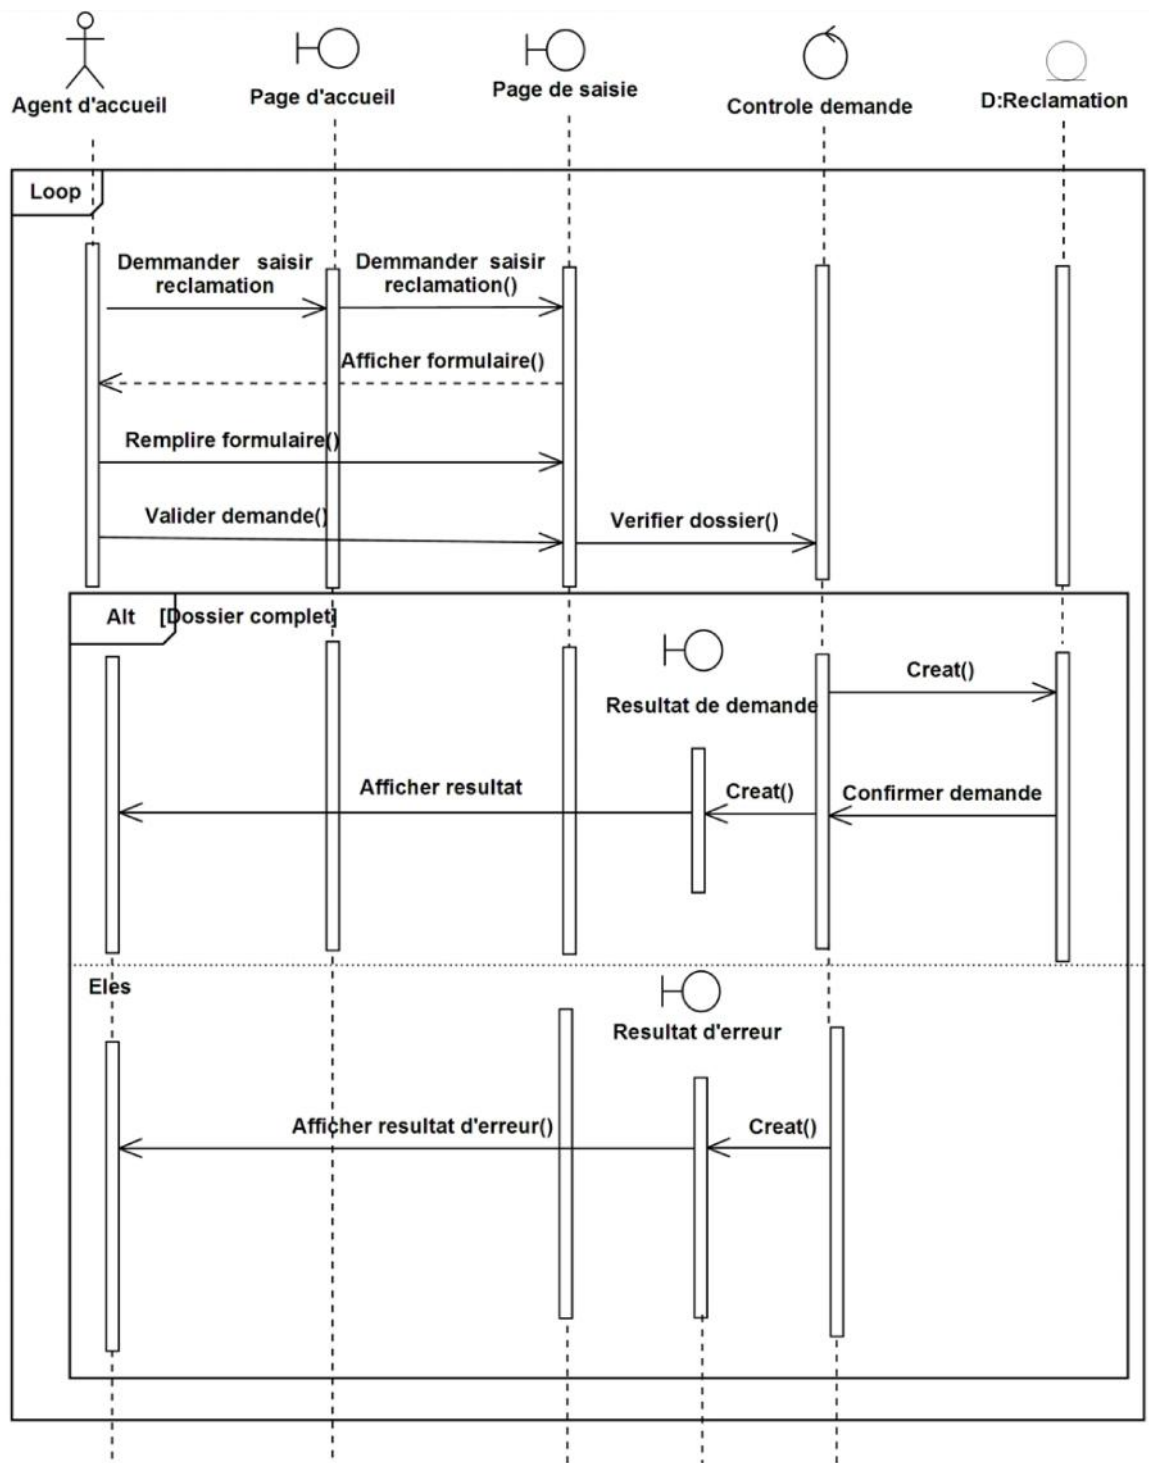 Agent d'accueil
Page d'accueil
Page de saisie
Controle demande
D:Reclamation
Loop
Demmander saisir
reclamation
Demmander saisir
reclamation()
Afficher formulaire()
Remplire formulaire()
Valider demande()
Verifier dossier()
Alt [Dossier complet]
Resultat de demande
Creat()
Afficher resultat
Creat()
Confirmer demande
Eles
Resultat d'erreur
Afficher resultat d'erreur()
Creat()